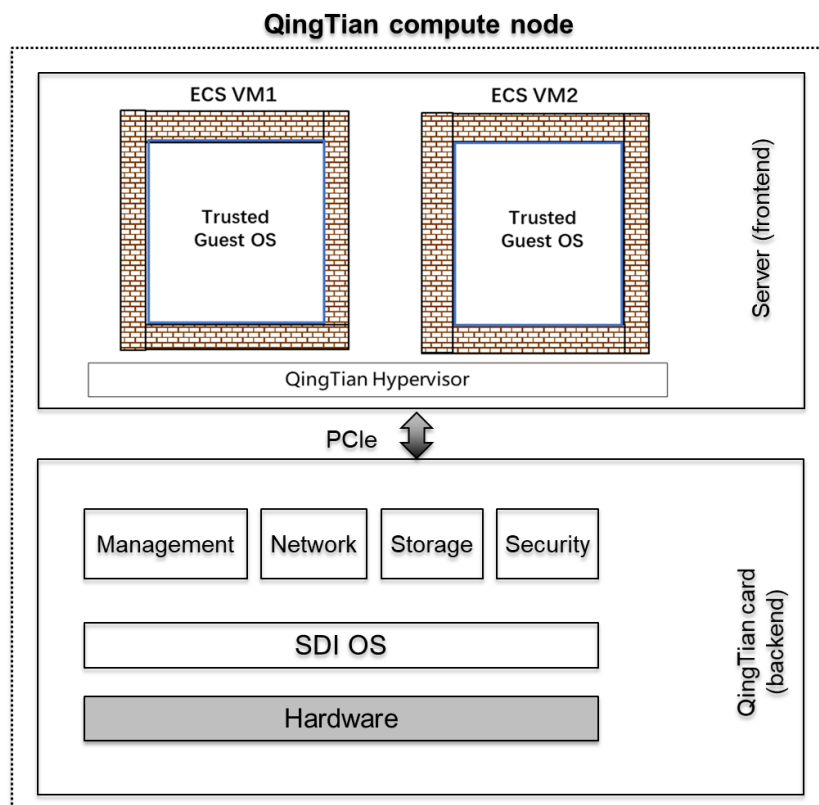 QingTian compute node
ECS VM1
ECS VM2
Trusted
Guest OS
Trusted
Guest OS
Server (frontend)
QingTian Hypervisor
PCIe
Management
Network
Storage
Security
SDI OS
Hardware
QingTian card
(backend)